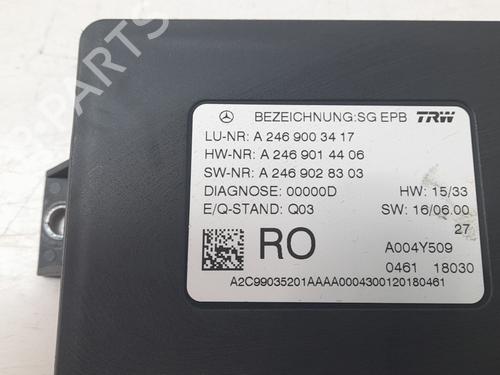 BEZEICHNUNG:SG EPB TRW
LU-NR: A 246 900 34 17
HW-NR: A 246 901 44 06
SW-NR: A 246 902 83 03
DIAGNOSE: 00000D HW: 15/33
E/Q-STAND: Q03 SW: 16/06.00
27
RO A004Y509
0461 18030
A2C99035201AAAA0004300120180461
B-PARTS